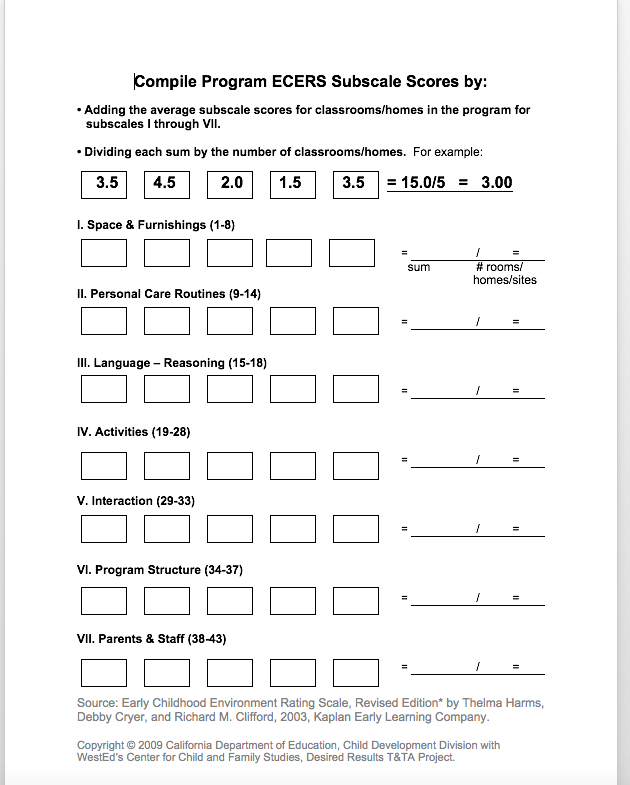 Compile Program ECERS Subscale Scores by:
• Adding the average subscale scores for classrooms/homes in the program for
subscales I through VII.
• Dividing each sum by the number of classrooms/homes. For example:
3.5 4.5 2.0 1.5 3.5 = 15.0/5 = 3.00
I. Space & Furnishings (1-8)
= / =
sum # rooms/
homes/sites
II. Personal Care Routines (9-14)
= / =
III. Language – Reasoning (15-18)
= / =
IV. Activities (19-28)
= / =
V. Interaction (29-33)
= / =
VI. Program Structure (34-37)
= / =
VII. Parents & Staff (38-43)
= / =
Source: Early Childhood Environment Rating Scale, Revised Edition* by Thelma Harms,
Debby Cryer, and Richard M. Clifford, 2003, Kaplan Early Learning Company.
Copyright © 2009 California Department of Education, Child Development Division with
WestEd's Center for Child and Family Studies, Desired Results T&TA Project.